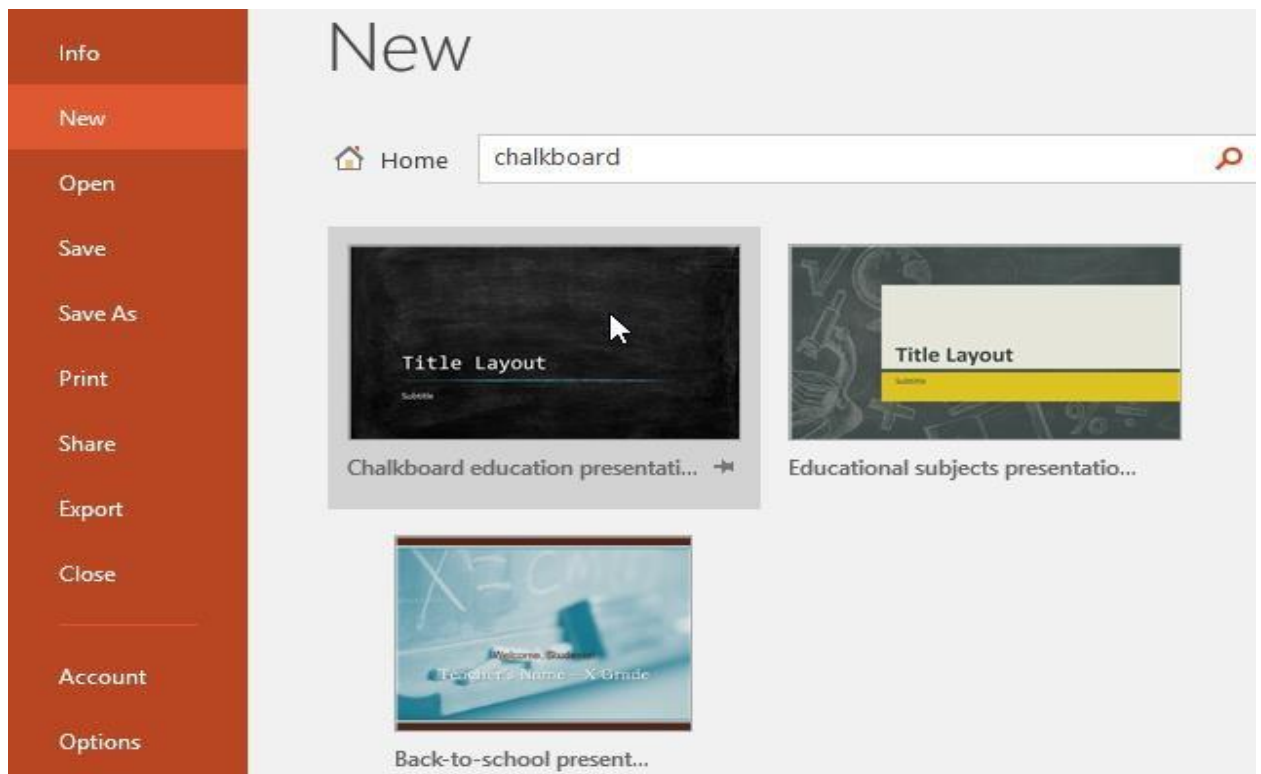 Info
New
Open
Save
Save As
Print
Share
Export
Close
Account
Options
New
Home
chalkboard
Title Layout
Subtitle
Chalkboard education presentati...
Title Layout
Subtitle
Educational subjects presentatio...
Welcome, Students!
Teacher's Name – X Grade
Back-to-school present...